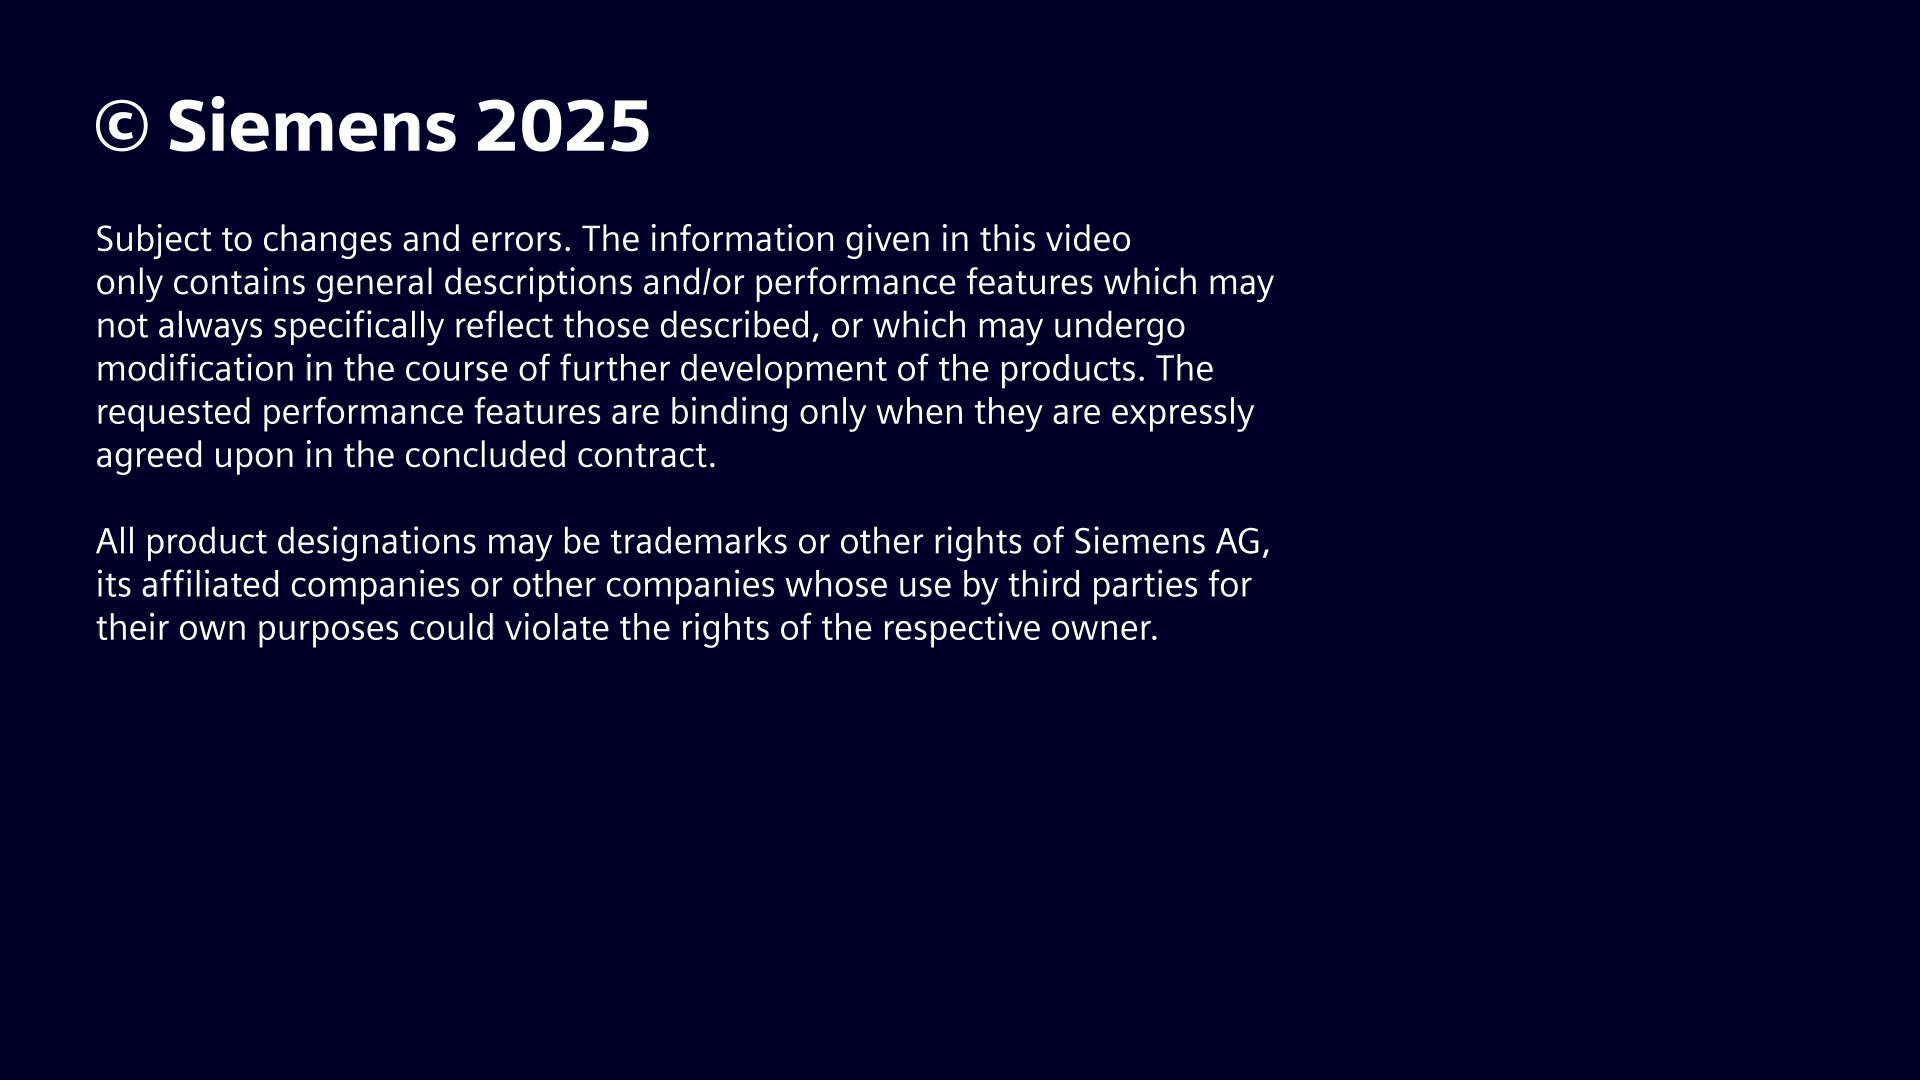 © Siemens 2025
Subject to changes and errors. The information given in this video
only contains general descriptions and/or performance features which may
not always specifically reflect those described, or which may undergo
modification in the course of further development of the products. The
requested performance features are binding only when they are expressly
agreed upon in the concluded contract.
All product designations may be trademarks or other rights of Siemens AG,
its affiliated companies or other companies whose use by third parties for
their own purposes could violate the rights of the respective owner.